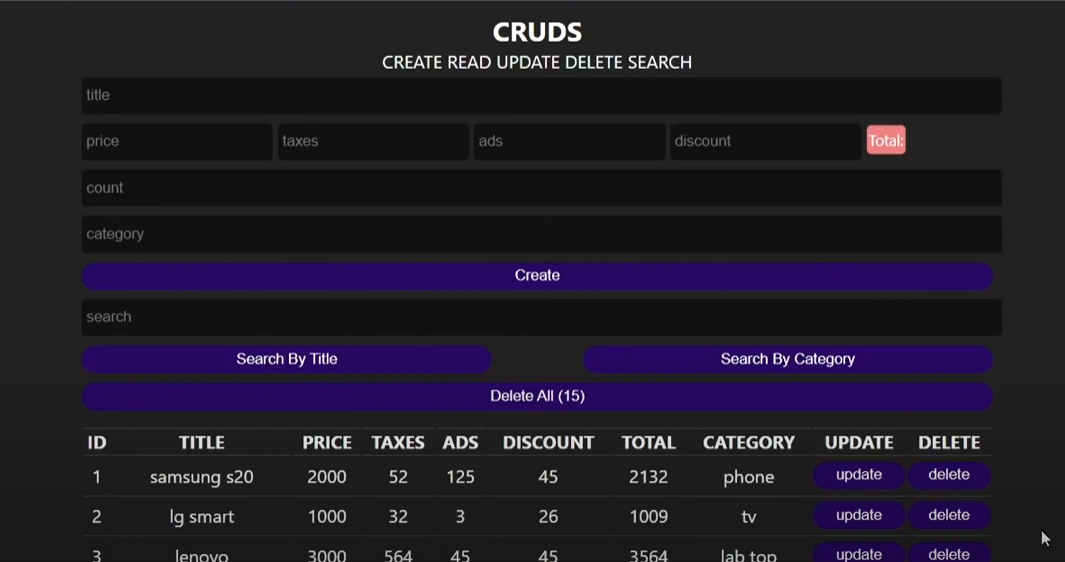 CRUDS
CREATE READ UPDATE DELETE SEARCH
title
price taxes ads discount Total:
count
category
Create
search
Search By Title Search By Category
Delete All (15)
ID TITLE PRICE TAXES ADS DISCOUNT TOTAL CATEGORY UPDATE DELETE
1 samsung s20 2000 52 125 45 2132 phone update delete
2 lg smart 1000 32 3 26 1009 tv update delete
3 lenovo 3000 564 45 45 3564 lab top update delete